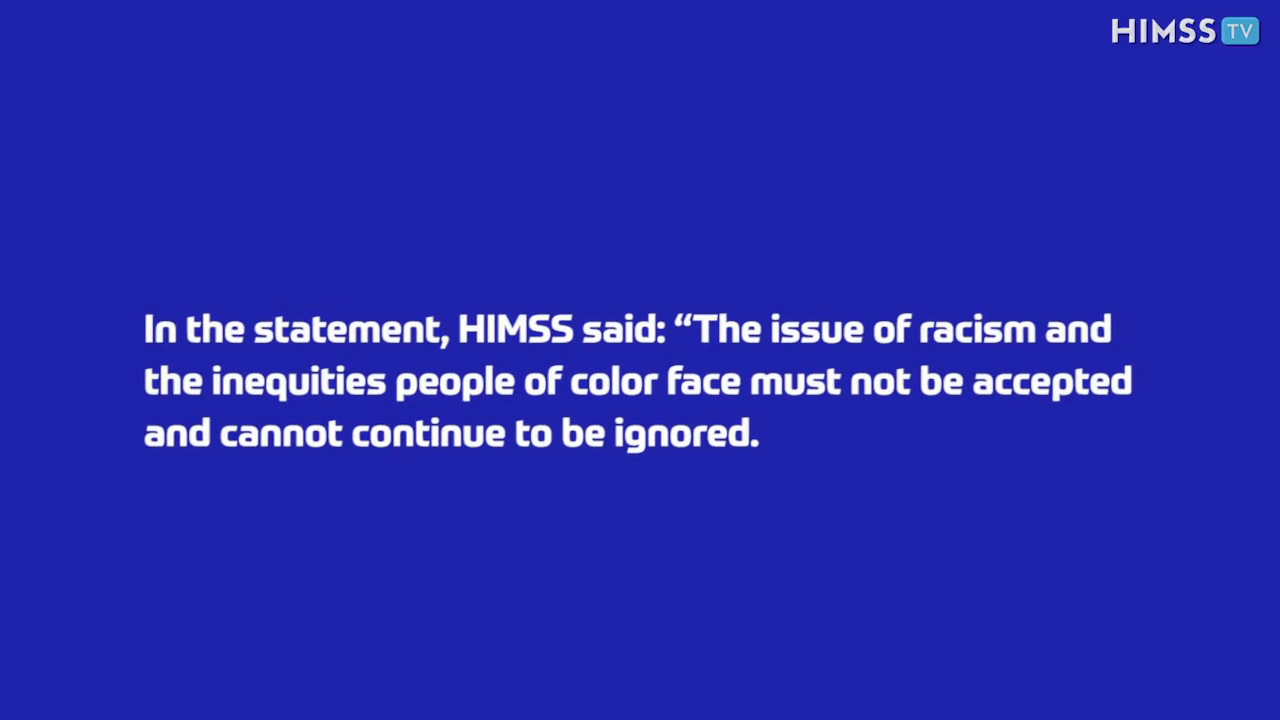 HIMSS TV
In the statement, HIMSS said: “The issue of racism and
the inequities people of color face must not be accepted
and cannot continue to be ignored.